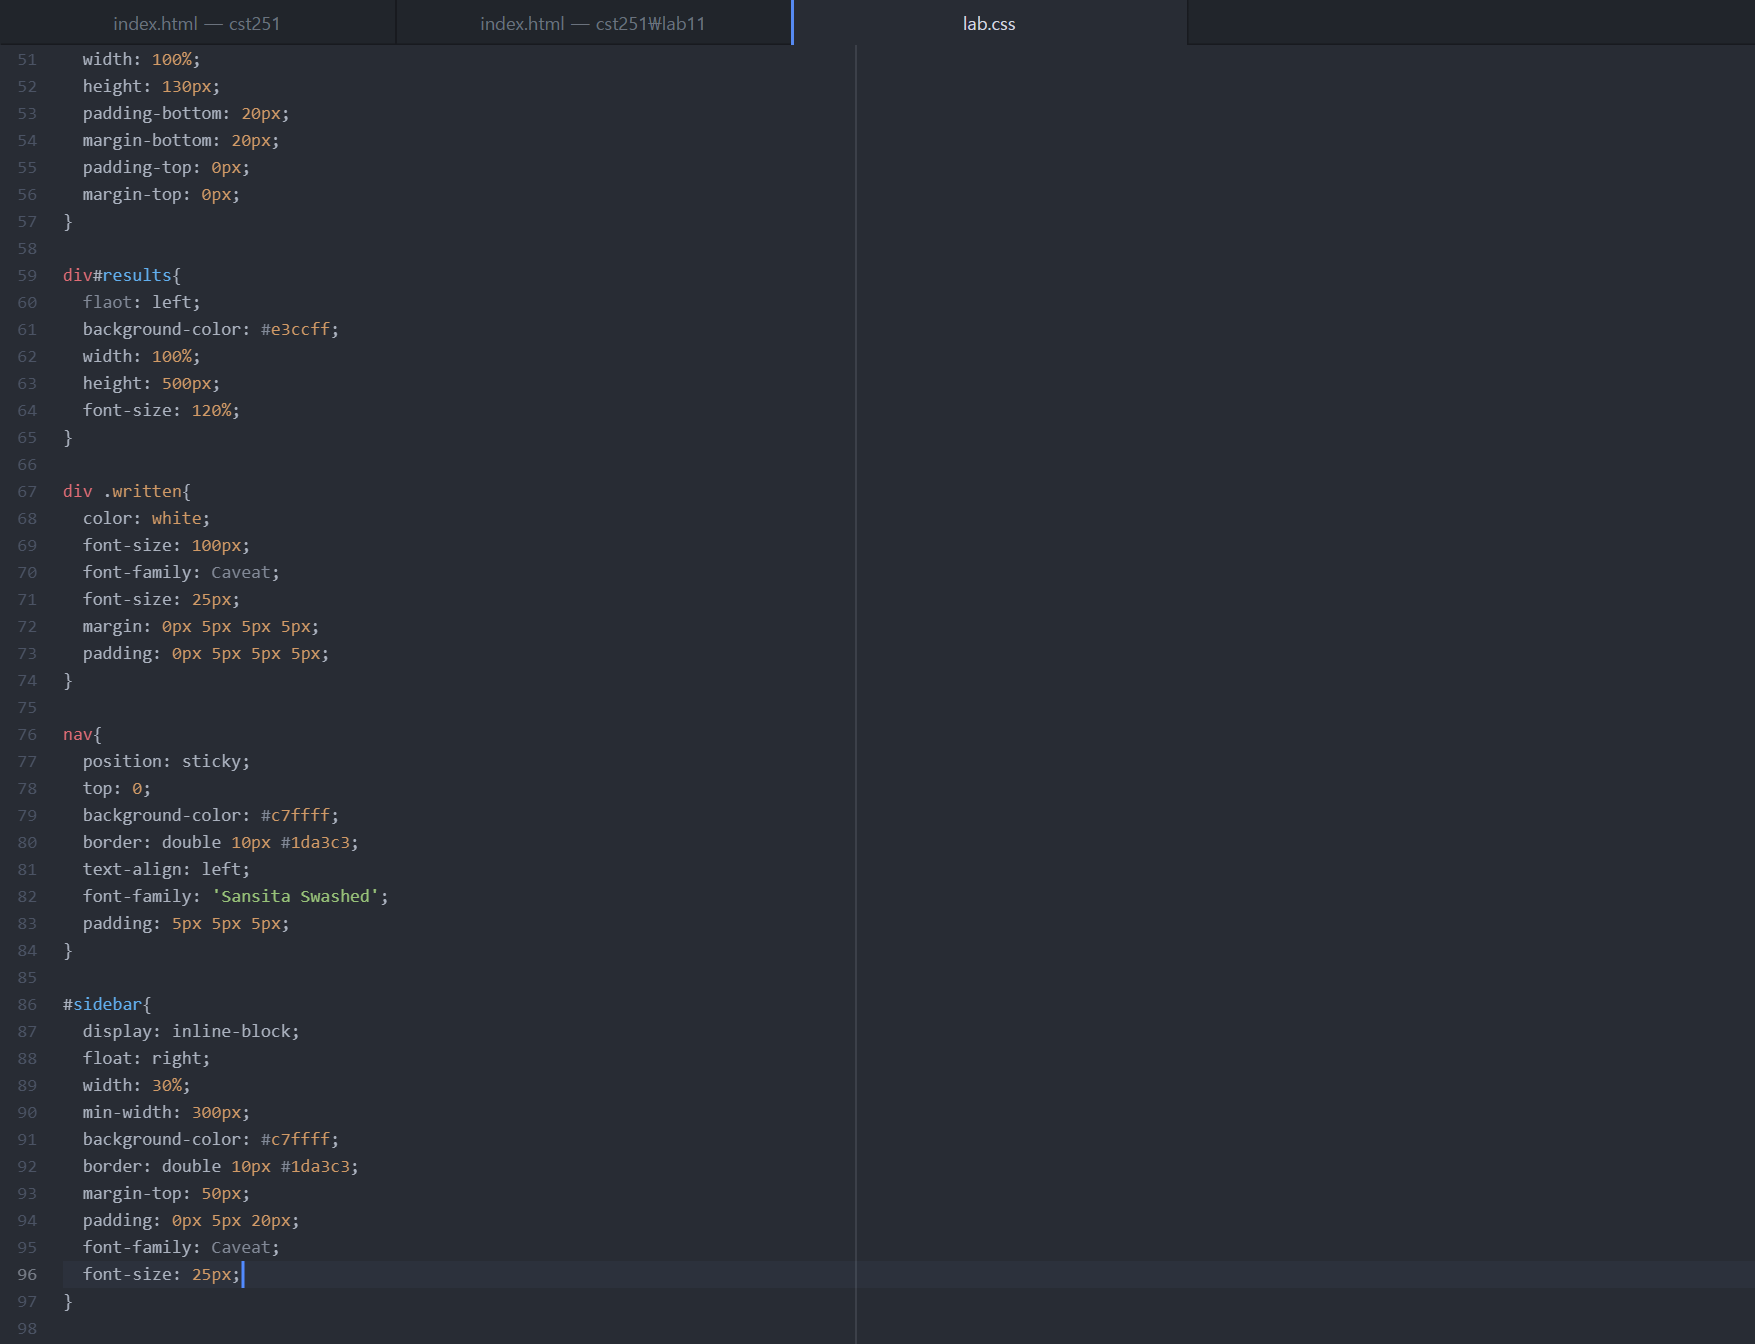 index.html — cst251
index.html — cst251₩lab11
lab.css
51 width: 100%;
52 height: 130px;
53 padding-bottom: 20px;
54 margin-bottom: 20px;
55 padding-top: 0px;
56 margin-top: 0px;
57 }
58
59 div#results{
60 flaot: left;
61 background-color: #e3ccff;
62 width: 100%;
63 height: 500px;
64 font-size: 120%;
65 }
66
67 div .written{
68 color: white;
69 font-size: 100px;
70 font-family: Caveat;
71 font-size: 25px;
72 margin: 0px 5px 5px 5px;
73 padding: 0px 5px 5px 5px;
74 }
75
76 nav{
77 position: sticky;
78 top: 0;
79 background-color: #c7ffff;
80 border: double 10px #1da3c3;
81 text-align: left;
82 font-family: 'Sansita Swashed';
83 padding: 5px 5px 5px;
84 }
85
86 #sidebar{
87 display: inline-block;
88 float: right;
89 width: 30%;
90 min-width: 300px;
91 background-color: #c7ffff;
92 border: double 10px #1da3c3;
93 margin-top: 50px;
94 padding: 0px 5px 20px;
95 font-family: Caveat;
96 font-size: 25px;
97 }
98